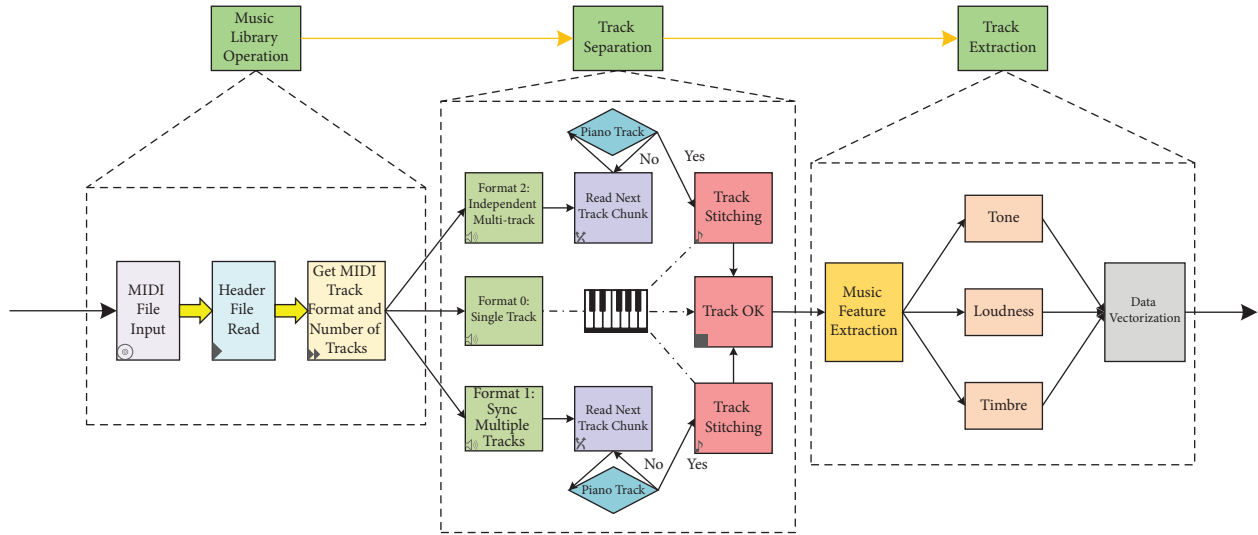 Music
Library
Operation
Track
Separation
Track
Extraction
MIDI
File
Input
Header
File
Read
Get MIDI
Track
Format and
Number of
Tracks
Piano Track
No
Yes
Format 2:
Independent
Multi-track
Read Next
Track Chunk
Track
Stitching
Format 0:
Single Track
Track OK
Format 1:
Sync
Multiple
Tracks
Read Next
Track Chunk
Track
Stitching
No
Yes
Piano Track
Music
Feature
Extraction
Tone
Loudness
Timbre
Data
Vectorization